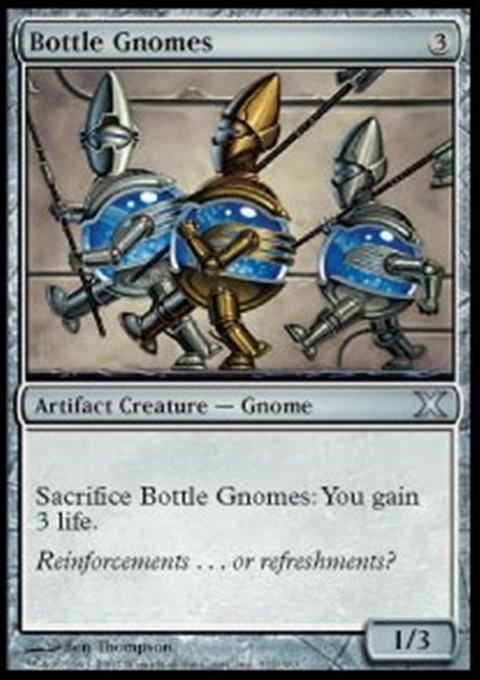 Bottle Gnomes 3
Artifact Creature — Gnome X
Sacrifice Bottle Gnomes: You gain
3 life.
Reinforcements . . . or refreshments?
1/3
Ben Thompson